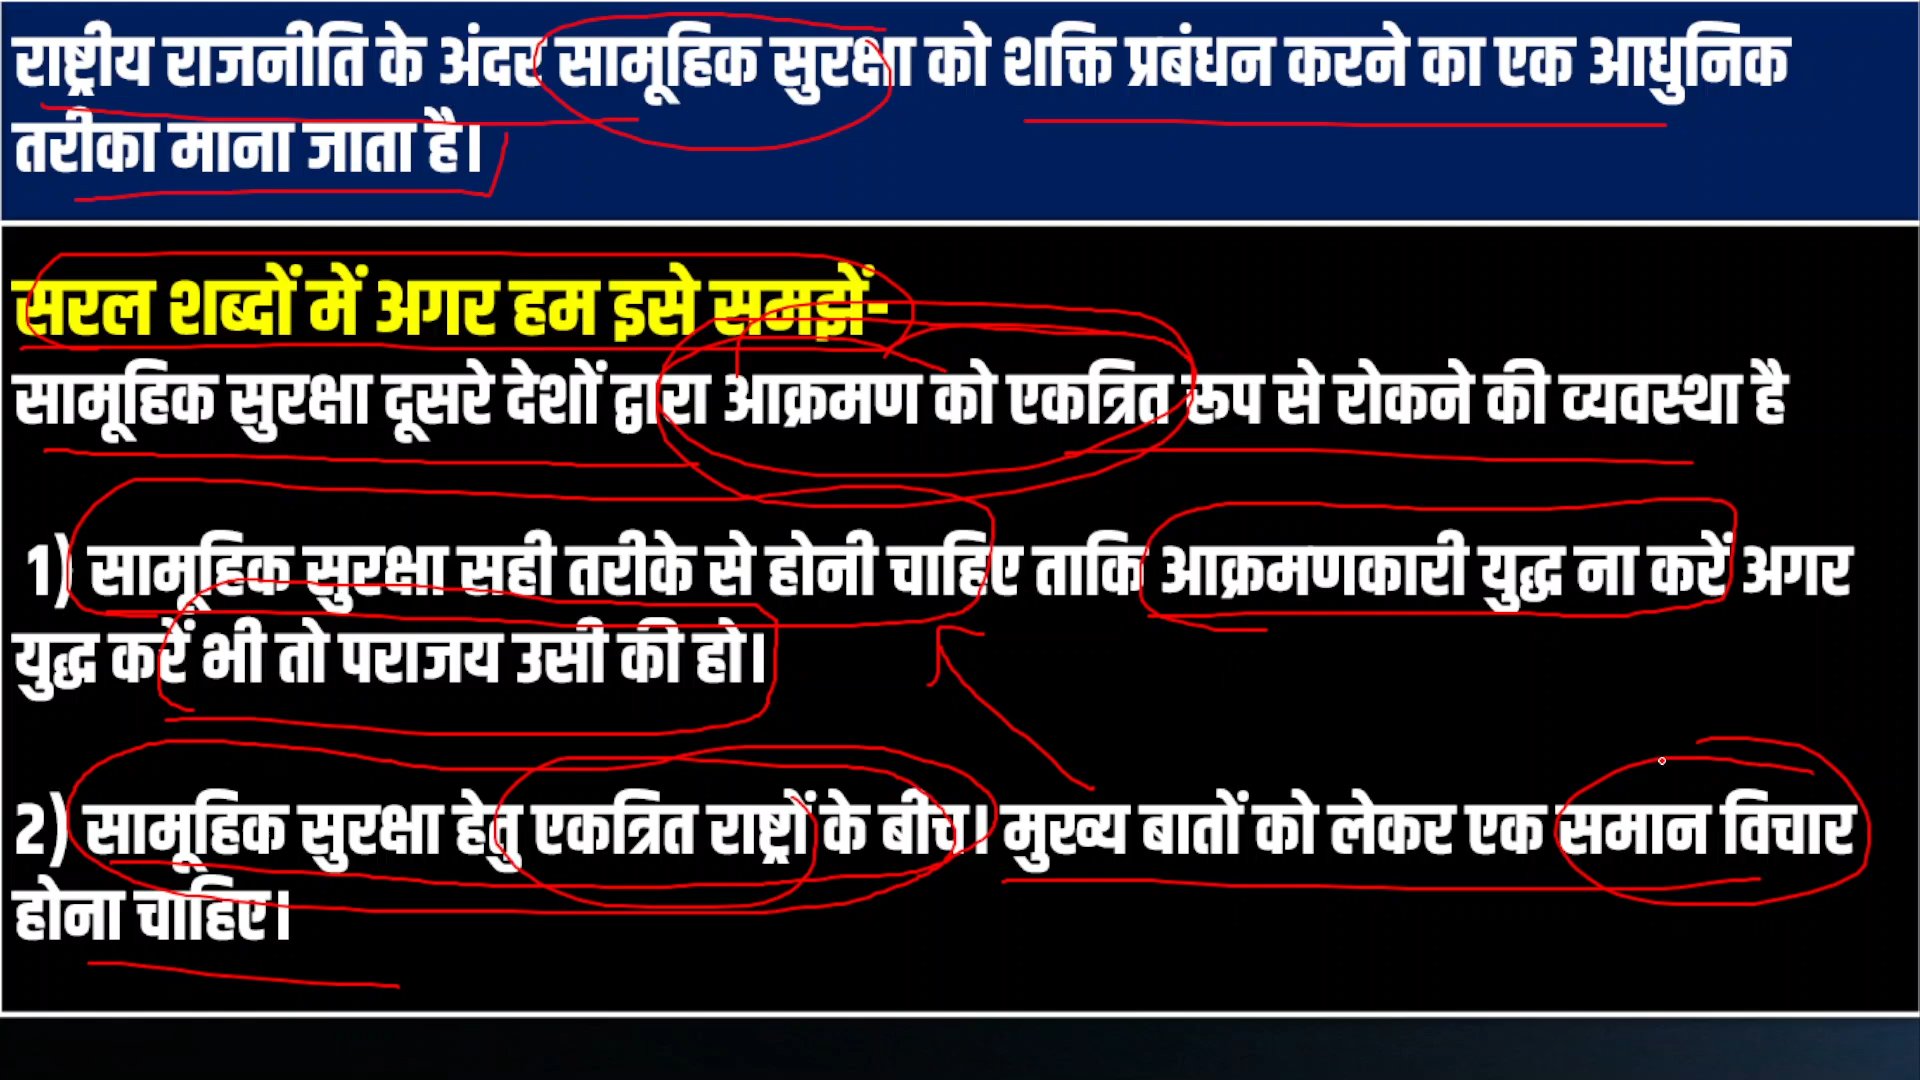 राष्ट्रीय राजनीति के अंदर सामूहिक सुरक्षा को शक्ति प्रबंधन करने का एक आधुनिक
तरीका माना जाता है।
सरल शब्दों में अगर हम इसे समझें-
सामूहिक सुरक्षा दूसरे देशों द्वारा आक्रमण को एकत्रित रूप से रोकने की व्यवस्था है
1) सामूहिक सुरक्षा सही तरीके से होनी चाहिए ताकि आक्रमणकारी युद्ध ना करें अगर
युद्ध करें भी तो पराजय उसी की हो।
2) सामूहिक सुरक्षा हेतु एकत्रित राष्ट्रों के बीच। मुख्य बातों को लेकर एक समान विचार
होना चाहिए।